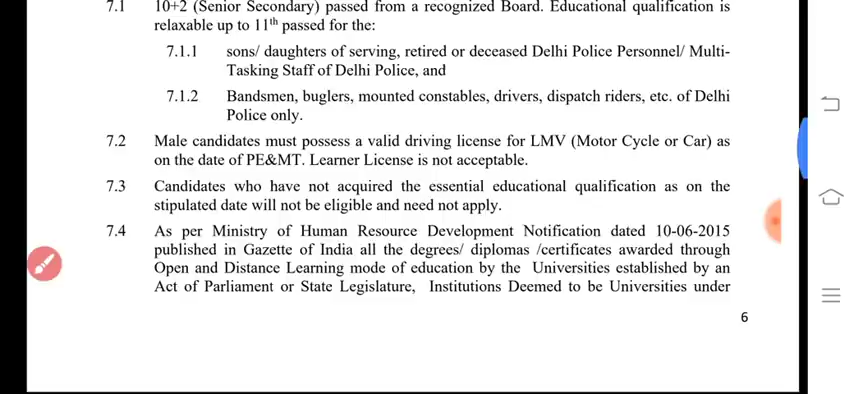 7.1 10+2 (Senior Secondary) passed from a recognized Board. Educational qualification is
relaxable up to 11th passed for the:
7.1.1 sons/ daughters of serving, retired or deceased Delhi Police Personnel/ Multi-
Tasking Staff of Delhi Police, and
7.1.2 Bandsmen, buglers, mounted constables, drivers, dispatch riders, etc. of Delhi
Police only.
7.2 Male candidates must possess a valid driving license for LMV (Motor Cycle or Car) as
on the date of PE&MT. Learner License is not acceptable.
7.3 Candidates who have not acquired the essential educational qualification as on the
stipulated date will not be eligible and need not apply.
7.4 As per Ministry of Human Resource Development Notification dated 10-06-2015
published in Gazette of India all the degrees/ diplomas /certificates awarded through
Open and Distance Learning mode of education by the Universities established by an
Act of Parliament or State Legislature, Institutions Deemed to be Universities under
6